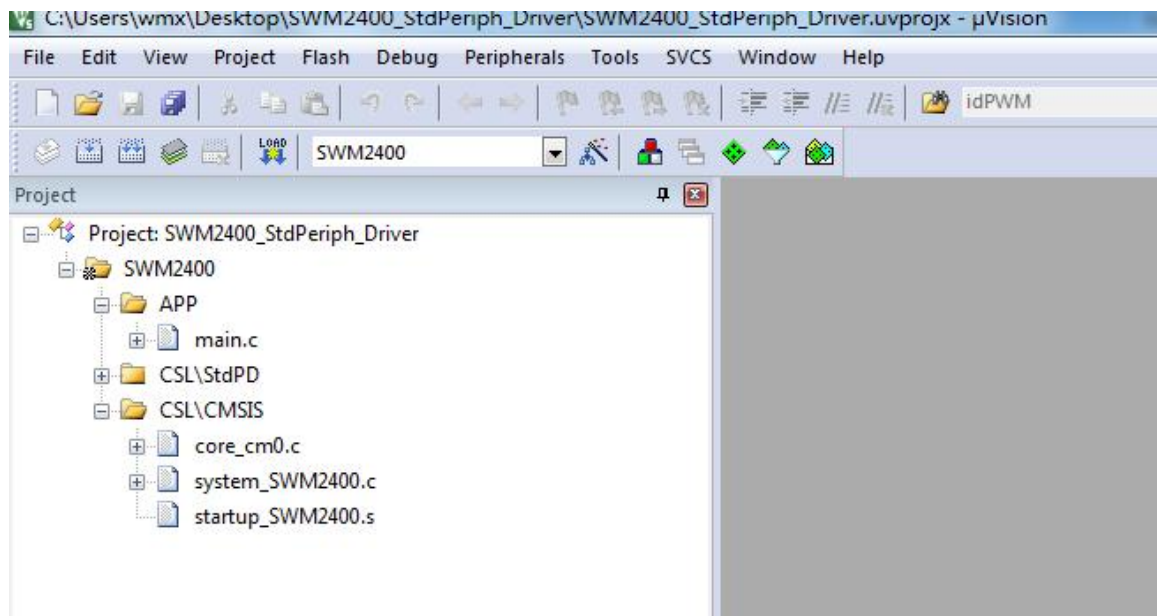 C:\Users\wmx\Desktop\SWM2400_StdPeriph_Driver\SWM2400_StdPeriph_Driver.uvprojx - µVision
File Edit View Project Flash Debug Peripherals Tools SVCS Window Help
idPWM
LOAD SWM2400
Project
Project: SWM2400_StdPeriph_Driver
SWM2400
APP
main.c
CSL\StdPD
CSL\CMSIS
core_cm0.c
system_SWM2400.c
startup_SWM2400.s